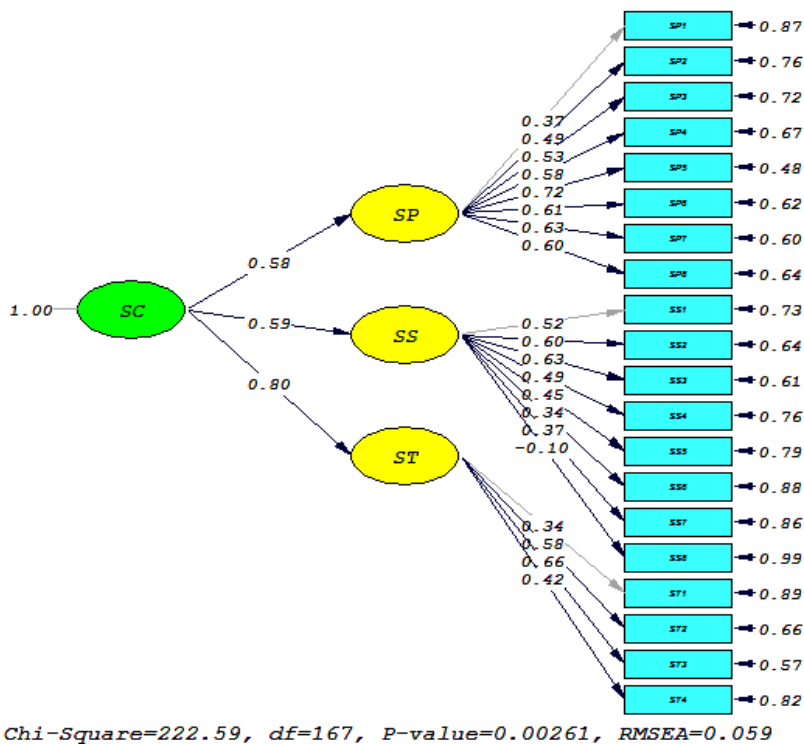 SP1 0.87
SP2 0.76
SP3 0.72
0.37
0.49
SP4 0.67
0.53
0.58
SP5 0.48
0.72
SP6 0.62
0.61
SP
0.63
SP7 0.60
0.60
0.58
SP8 0.64
1.00 SC
SS1 0.73
0.59
0.52
SS
0.60
SS2 0.64
0.63
SS3 0.61
0.49
0.80
0.45
SS4 0.76
0.34
0.37
-0.10
SS5 0.79
ST
SS6 0.88
SS7 0.86
0.34
0.58
SS8 0.99
0.66
0.42
ST1 0.89
ST2 0.66
ST3 0.57
ST4 0.82
Chi-Square=222.59, df=167, P-value=0.00261, RMSEA=0.059